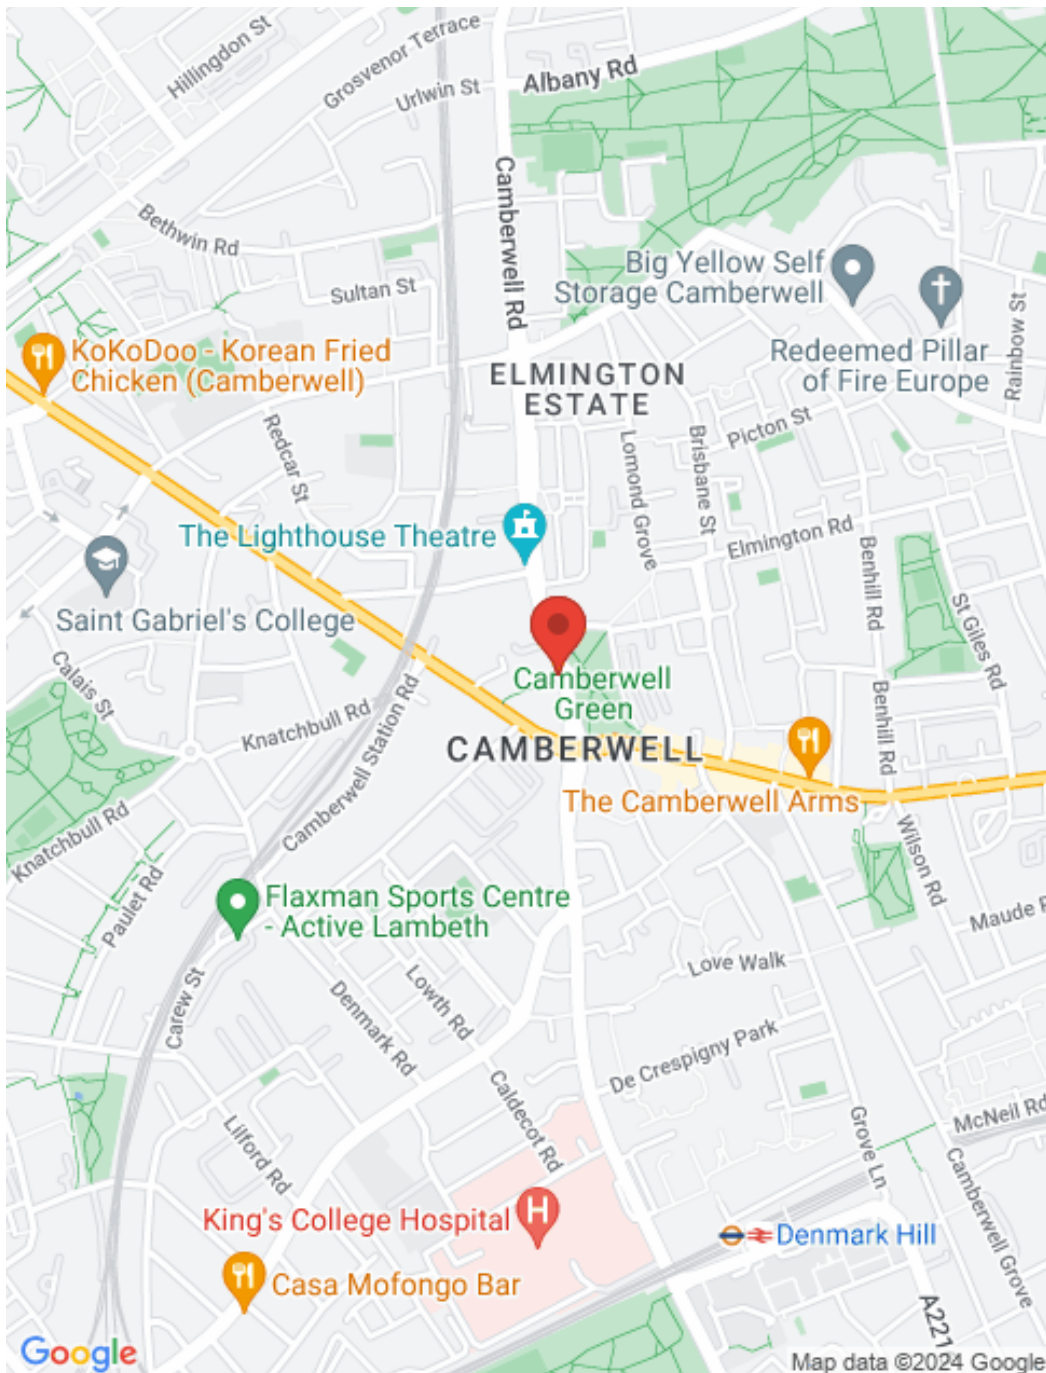 Hillingdon St
Grosvenor Terrace
Urlwin St
Albany Rd
Camberwell Rd
Bethwin Rd
Sultan St
Big Yellow Self
Storage Camberwell
Rainbow St
KoKoDoo - Korean Fried
Chicken (Camberwell)
Redeemed Pillar
of Fire Europe
ELMINGTON
ESTATE
Redcar St
Lomond Grove
Brisbane St
Picton St
The Lighthouse Theatre
Elmington Rd
Benhill Rd
St Giles Rd
Saint Gabriel's College
Calais St
Knatchbull Rd
Camberwell Station Rd
Camberwell
Green
Benhill Rd
CAMBERWELL
The Camberwell Arms
Knatchbull Rd
Paulet Rd
Wilson Rd
Flaxman Sports Centre
- Active Lambeth
Maude R
Love Walk
Carew St
Denmark Rd
Lowth Rd
De Crespigny Park
Caldecot Rd
Lilford Rd
Grove Ln
McNeil Rd
Camberwell Grove
King's College Hospital
H
Denmark Hill
Casa Mofongo Bar
Google
Map data ©2024 Google